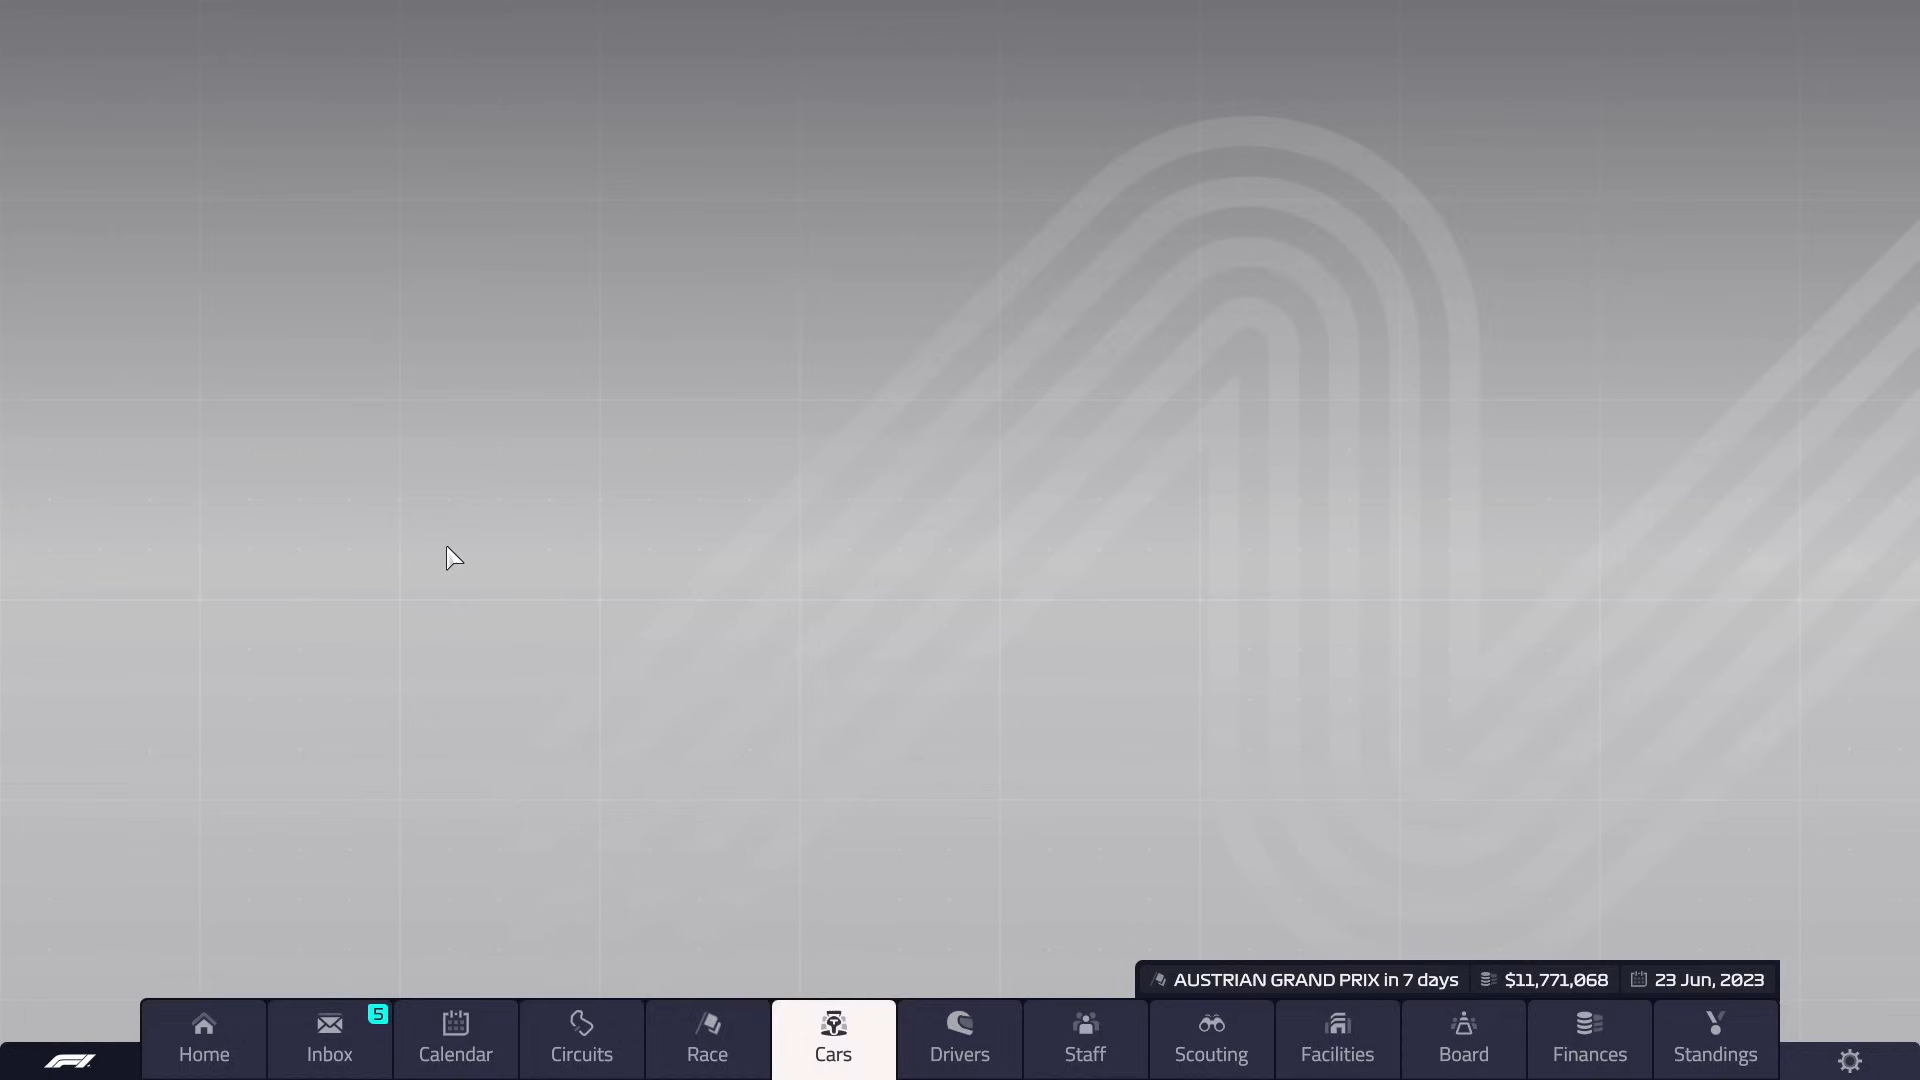 AUSTRIAN GRAND PRIX in 7 days $11,771,068 23 Jun, 2023
5
Home Inbox Calendar Circuits Race Cars Drivers Staff Scouting Facilities Board Finances Standings